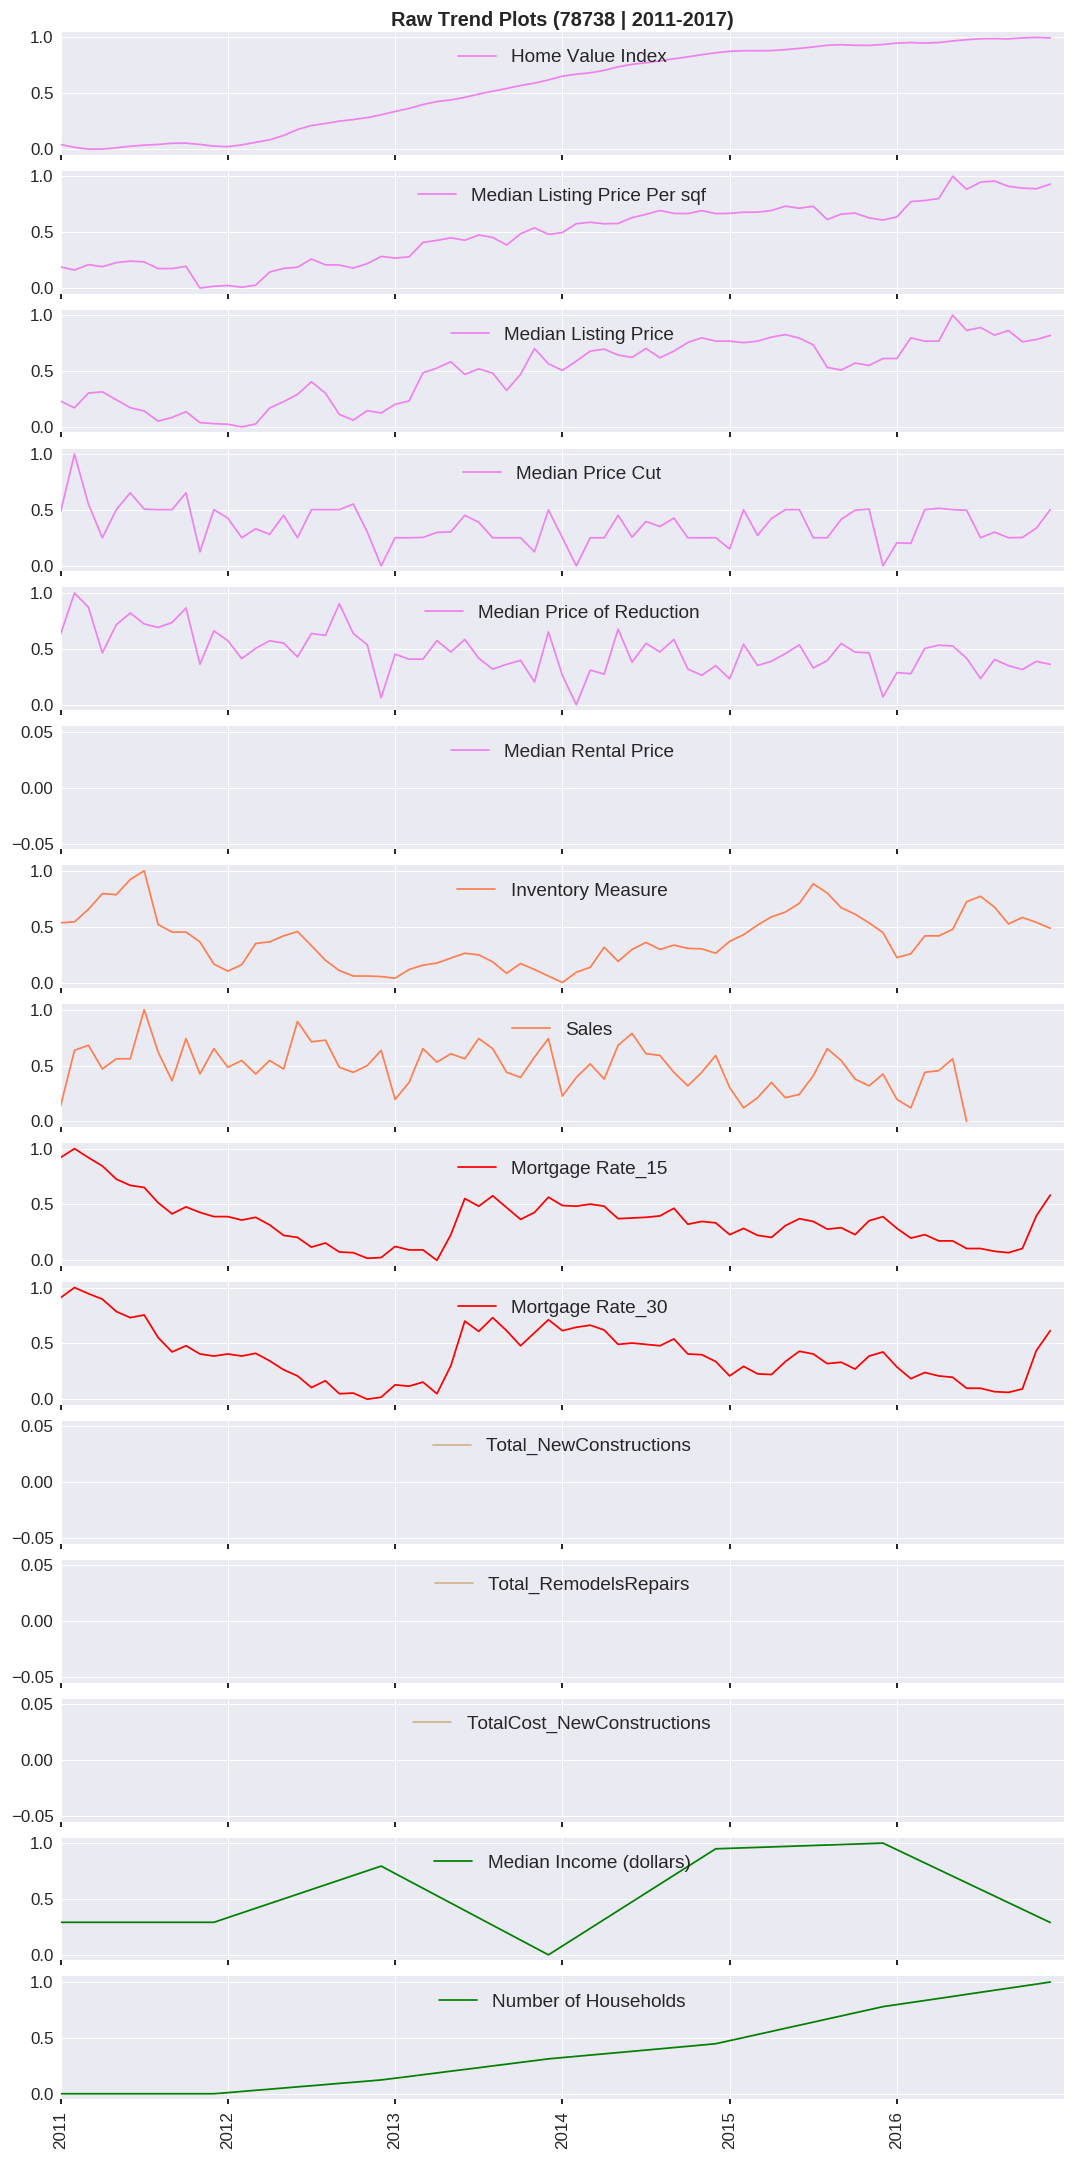 Raw Trend Plots (78738 | 2011-2017)
1.0
Home Value Index
0.5
0.0
1.0
Median Listing Price Per sqf
0.5
0.0
1.0
Median Listing Price
0.5
0.0
1.0
Median Price Cut
0.5
0.0
1.0
Median Price of Reduction
0.5
0.0
0.05
Median Rental Price
0.00
−0.05
1.0
Inventory Measure
0.5
0.0
1.0
Sales
0.5
0.0
1.0
Mortgage Rate_15
0.5
0.0
1.0
Mortgage Rate_30
0.5
0.0
0.05
Total_NewConstructions
0.00
−0.05
0.05
Total_RemodelsRepairs
0.00
−0.05
0.05
TotalCost_NewConstructions
0.00
−0.05
1.0
Median Income (dollars)
0.5
0.0
1.0
Number of Households
0.5
0.0
2011 2012 2013 2014 2015 2016